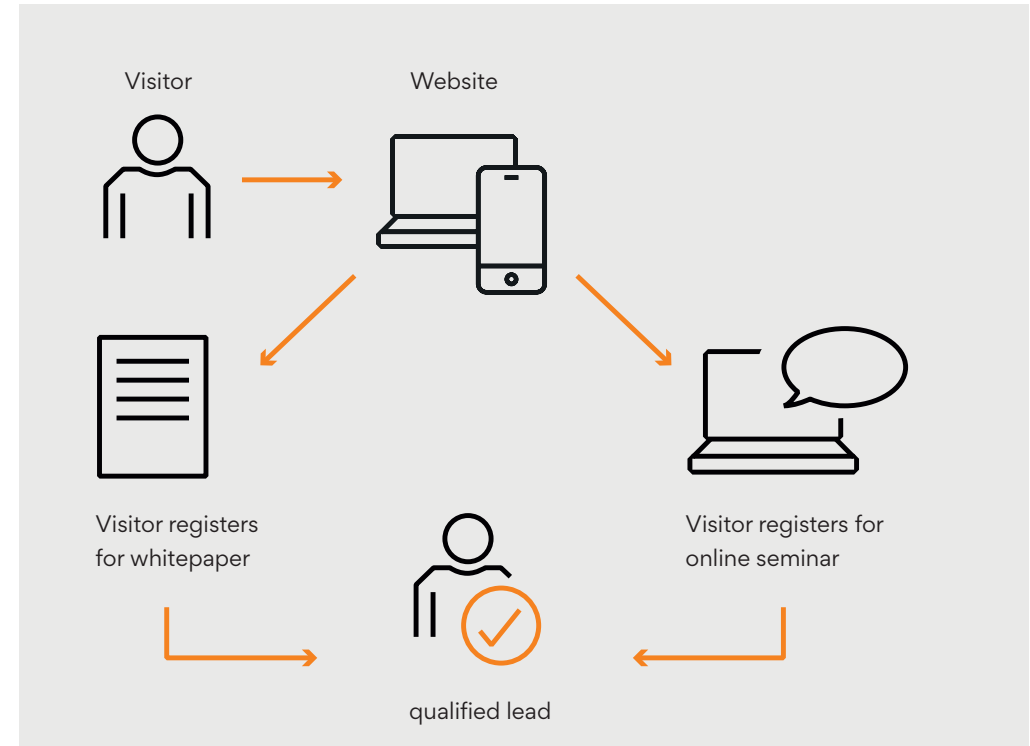 Visitor
Website
Visitor registers
for whitepaper
Visitor registers for
online seminar
qualified lead